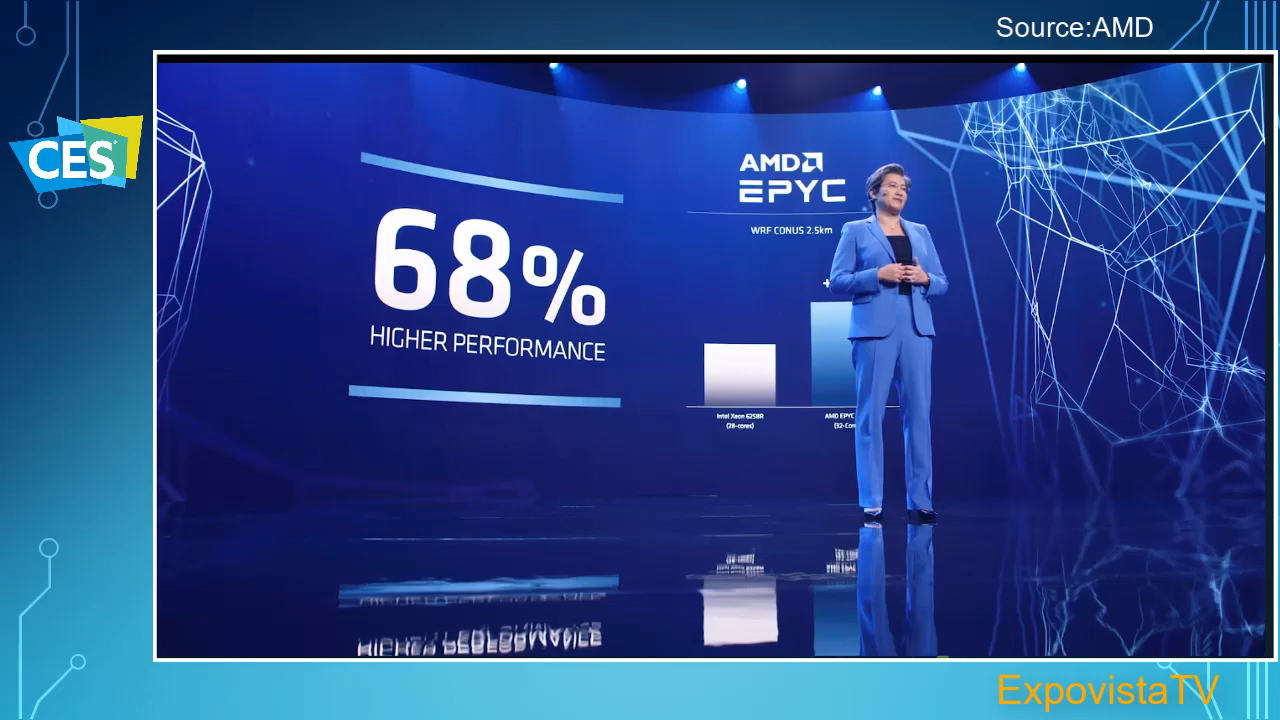 Source:AMD
CES
AMD
EPYC
WRF CONUS 2.5km
68%
HIGHER PERFORMANCE
+
Intel Xeon 6258R
(28-cores)
AMD EPYC
ExpovistaTV